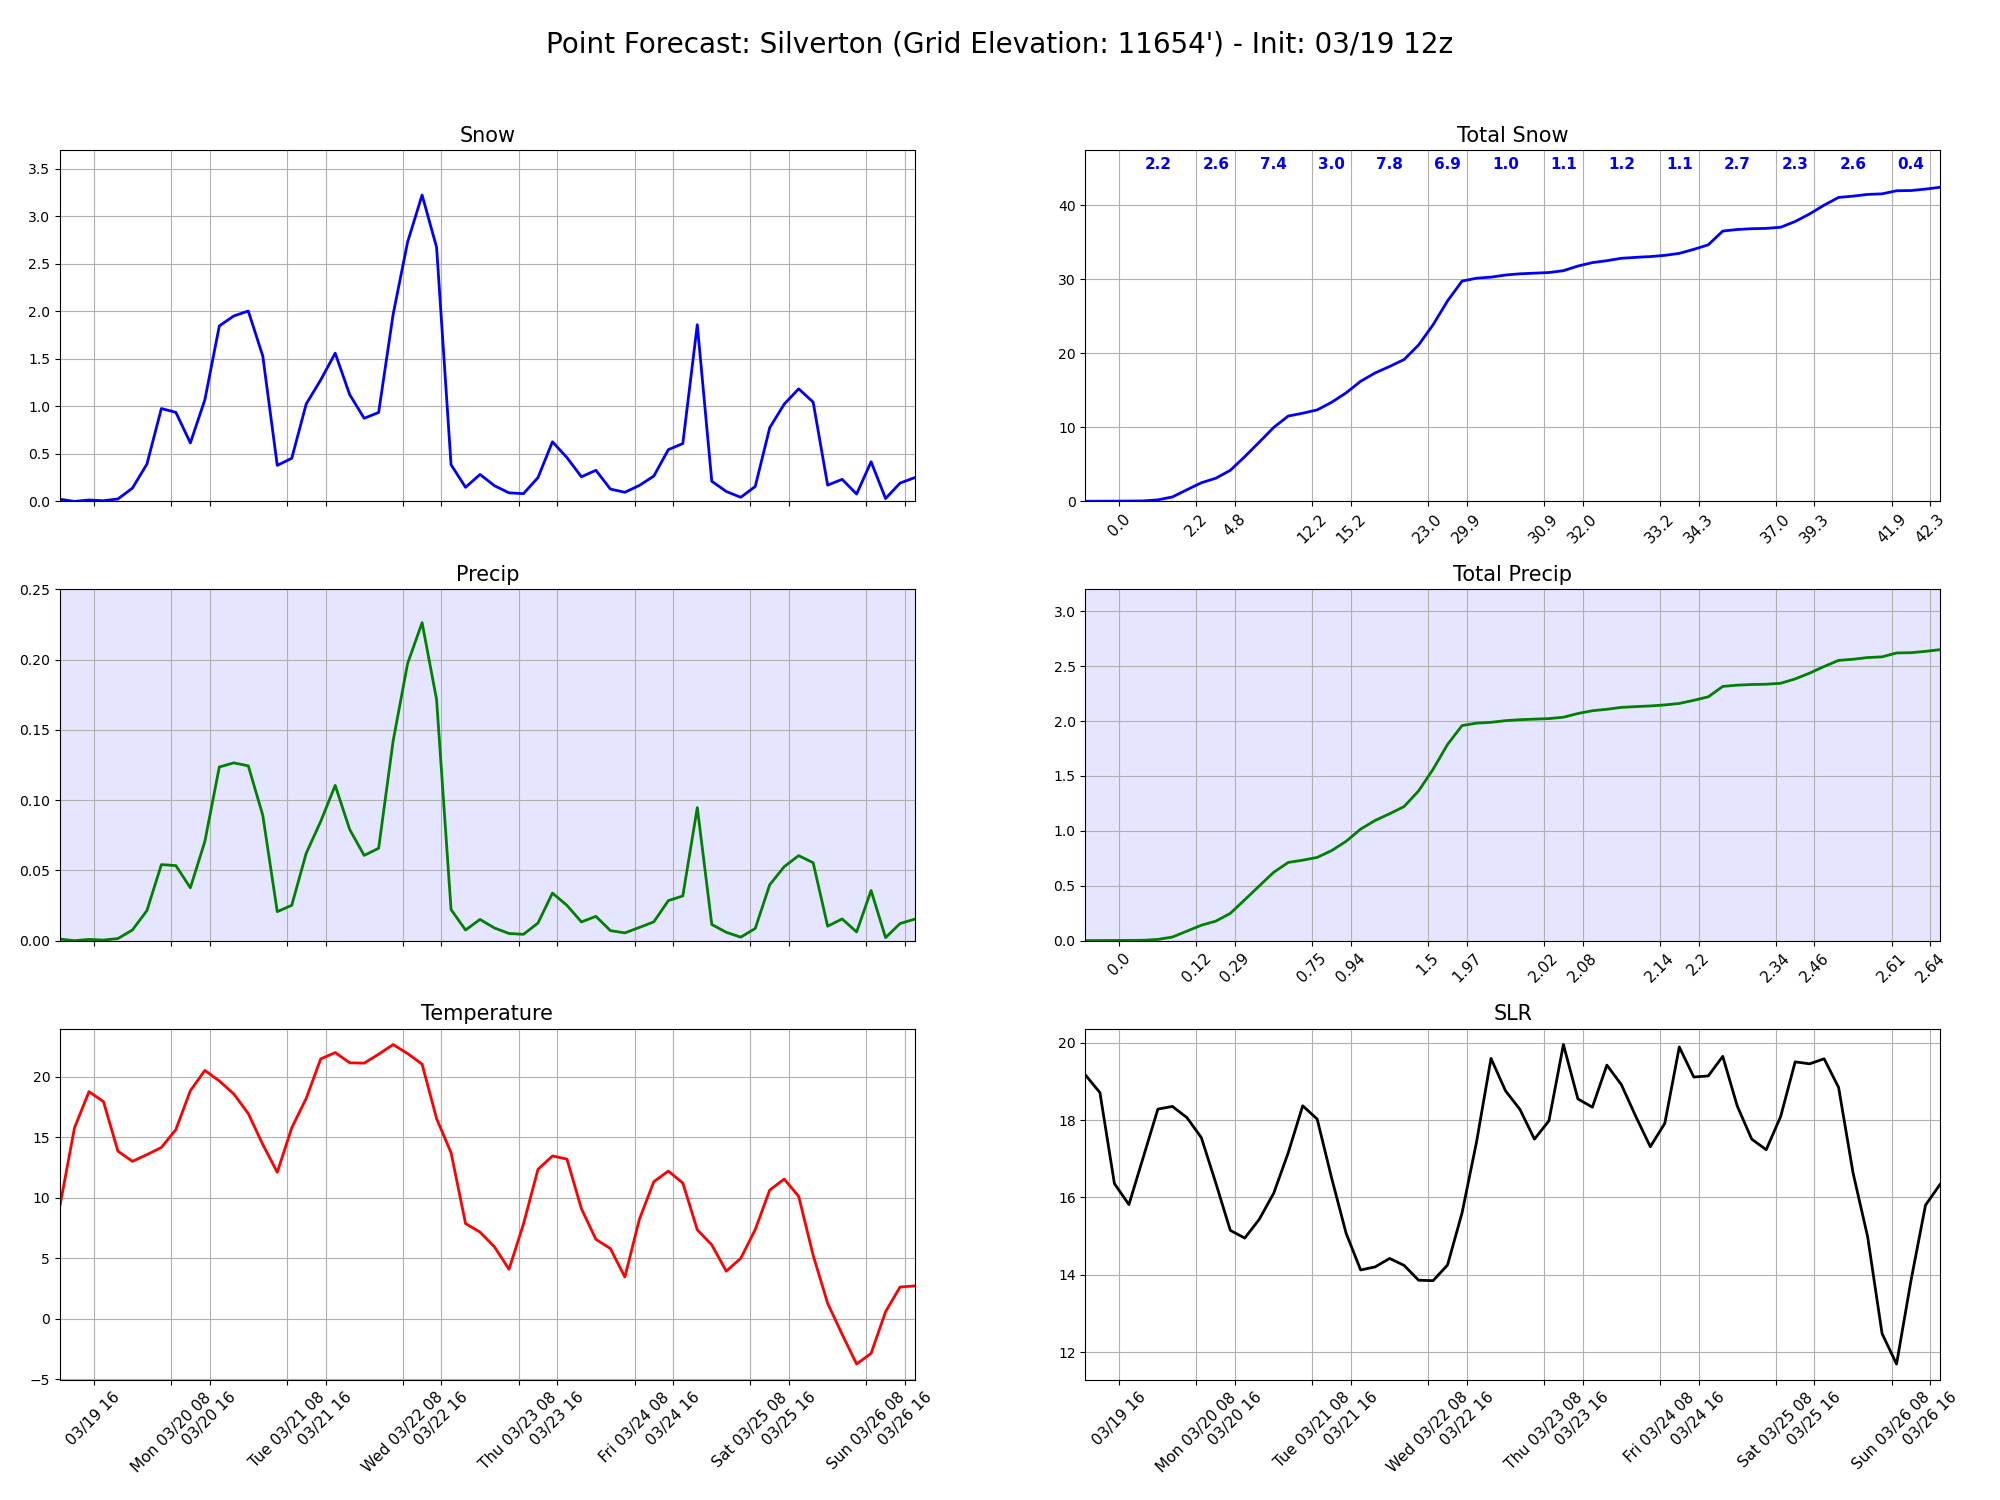 Point Forecast: Silverton (Grid Elevation: 11654') - Init: 03/19 12z
Snow
3.5
3.0
2.5
2.0
1.5
1.0
0.5
0.0
Total Snow
2.2 2.6 7.4 3.0 7.8 6.9 1.0 1.1 1.2 1.1 2.7 2.3 2.6 0.4
40
30
20
10
0
0.0 2.2 4.8 12.2 15.2 23.0 29.9 30.9 32.0 33.2 34.3 37.0 39.3 41.9 42.3
Precip
0.25
0.20
0.15
0.10
0.05
0.00
Total Precip
3.0
2.5
2.0
1.5
1.0
0.5
0.0
0.0 0.12 0.29 0.75 0.94 1.5 1.97 2.02 2.08 2.14 2.2 2.34 2.46 2.61 2.64
Temperature
20
15
10
5
0
−5
03/19 16
Mon 03/20 08
03/20 16
Tue 03/21 08
03/21 16
Wed 03/22 08
03/22 16
Thu 03/23 08
03/23 16
Fri 03/24 08
03/24 16
Sat 03/25 08
03/25 16
Sun 03/26 08
03/26 16
SLR
20
18
16
14
12
03/19 16
Mon 03/20 08
03/20 16
Tue 03/21 08
03/21 16
Wed 03/22 08
03/22 16
Thu 03/23 08
03/23 16
Fri 03/24 08
03/24 16
Sat 03/25 08
03/25 16
Sun 03/26 08
03/26 16